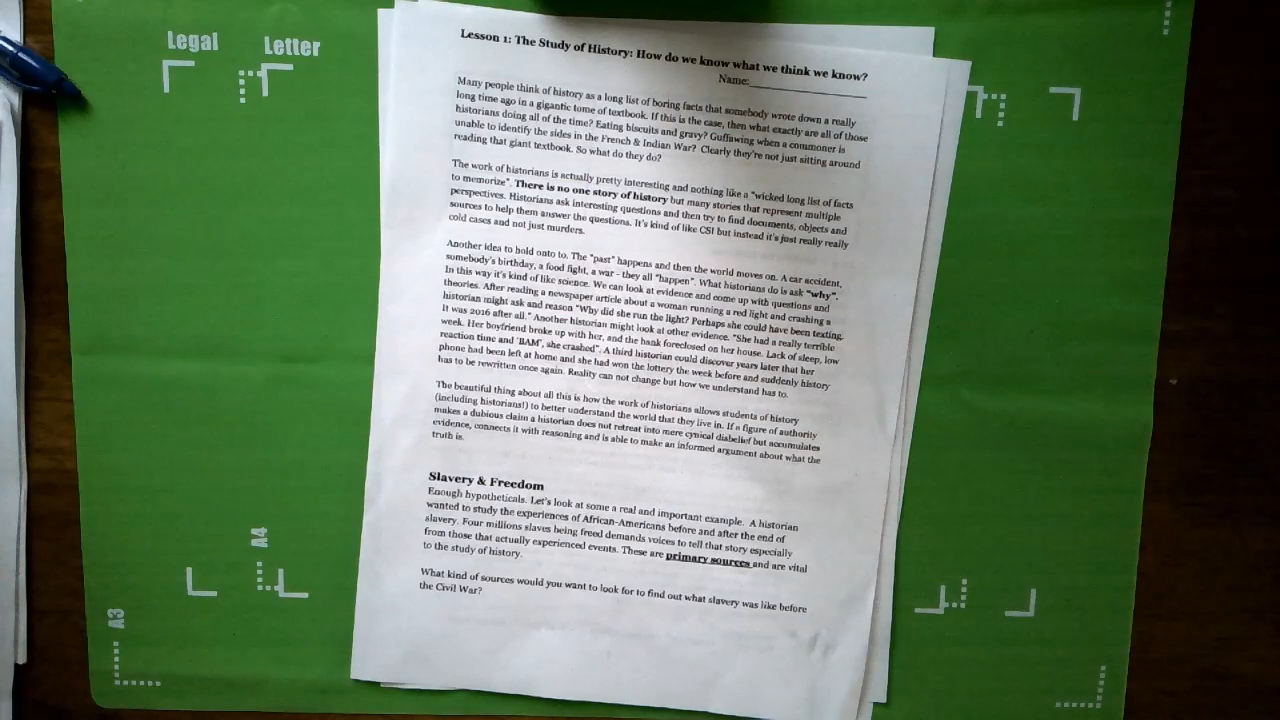 Legal
Letter
Lesson 1: The Study of History: How do we know what we think we know?
Name:
Many people think of history as a long list of boring facts that somebody wrote down a really
long time ago in a gigantic tome of textbook. If this is the case, then what exactly are all of those
historians doing all of the time? Eating biscuits and gravy? Guffawing when a commoner is
unable to identify the sides in the French & Indian War? Clearly they're not just sitting around
reading that giant textbook. So what do they do?
The work of historians is actually pretty interesting and nothing like a "wicked long list of facts
to memorize". There is no one story of history but many stories that represent multiple
perspectives. Historians ask interesting questions and then try to find documents, objects and
sources to help them answer the questions. It's kind of like CSI but instead it's just really really
cold cases and not just murders.
Another idea to hold onto to. The "past" happens and then the world moves on. A car accident,
somebody's birthday, a food fight, a war - they all "happen". What historians do is ask "why".
In this way it's kind of like science. We can look at evidence and come up with questions and
theories. After reading a newspaper article about a woman running a red light and crashing a
historian might ask and reason "Why did she run the light? Perhaps she could have been texting.
It was 2016 after all." Another historian might look at other evidence. "She had a really terrible
week. Her boyfriend broke up with her, and the bank foreclosed on her house. Lack of sleep, low
reaction time and 'BAM', she crashed". A third historian could discover years later that her
phone had been left at home and she had won the lottery the week before and suddenly history
has to be rewritten once again. Reality can not change but how we understand has to.
The beautiful thing about all this is how the work of historians allows students of history
(including historians!) to better understand the world that they live in. If a figure of authority
makes a dubious claim a historian does not retreat into mere cynical disbelief but accumulates
evidence, connects it with reasoning and is able to make an informed argument about what the
truth is.
Slavery & Freedom
Enough hypotheticals. Let's look at some a real and important example. A historian
wanted to study the experiences of African-Americans before and after the end of
slavery. Four millions slaves being freed demands voices to tell that story especially
from those that actually experienced events. These are primary sources and are vital
to the study of history.
What kind of sources would you want to look for to find out what slavery was like before
the Civil War?
A4
A3